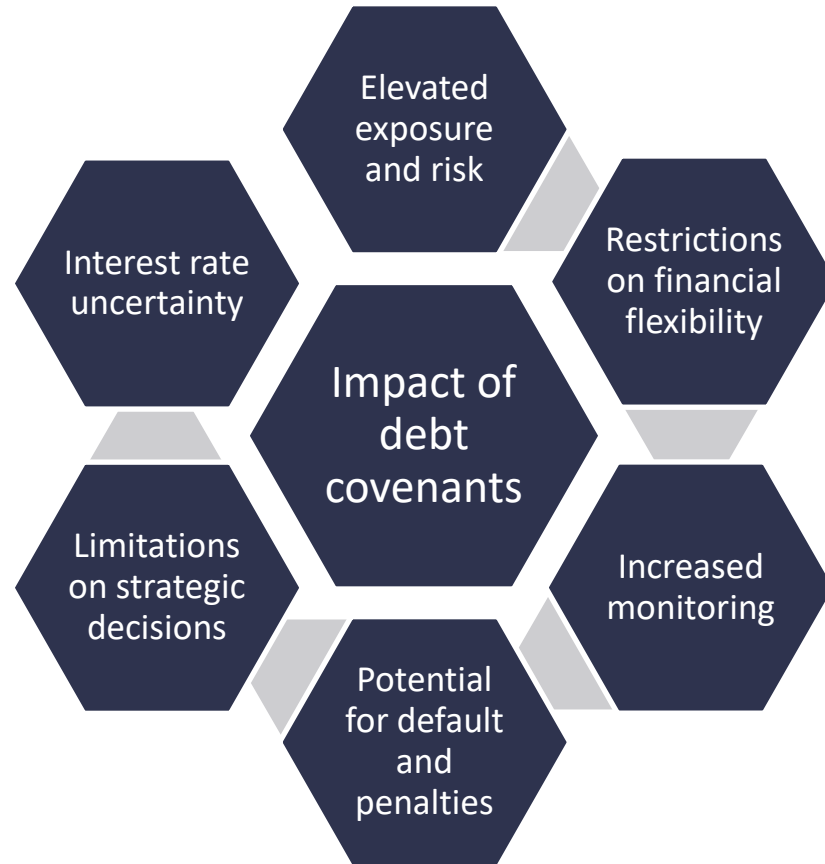 Elevated
exposure
and risk
Restrictions
on financial
flexibility
Increased
monitoring
Potential
for default
and
penalties
Limitations
on strategic
decisions
Interest rate
uncertainty
Impact of
debt
covenants